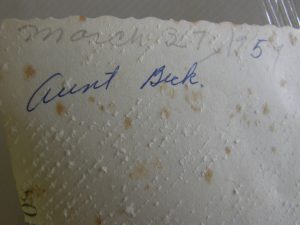 March 27, 1954
Aunt Beck.